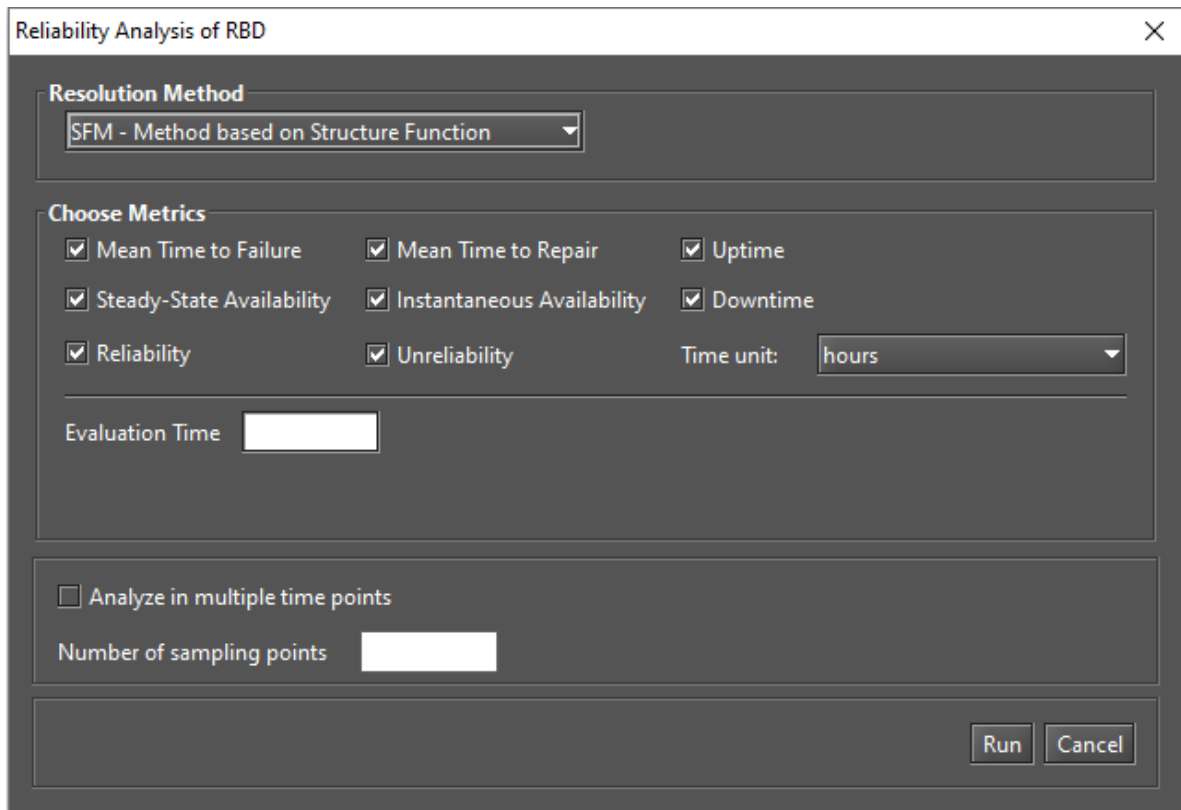 Reliability Analysis of RBD
Resolution Method
SFM - Method based on Structure Function
Choose Metrics
Mean Time to Failure Mean Time to Repair Uptime
Steady-State Availability Instantaneous Availability Downtime
Reliability Unreliability Time unit: hours
Evaluation Time
Analyze in multiple time points
Number of sampling points
Run Cancel